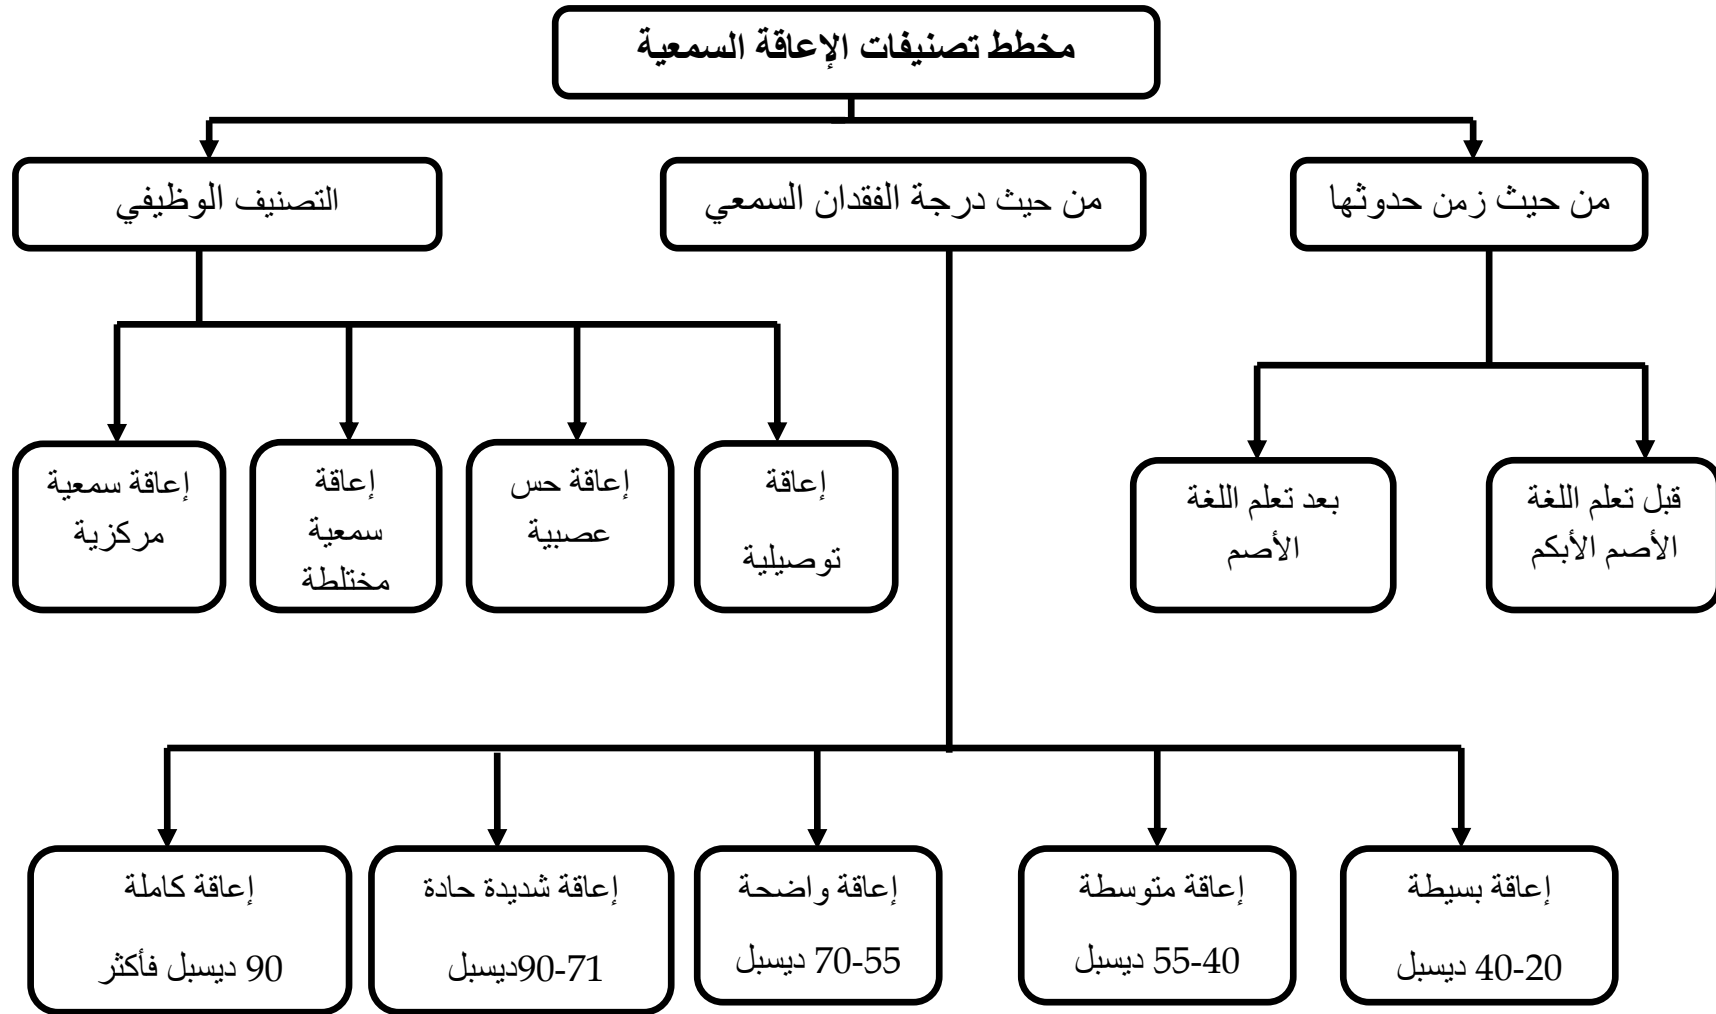 مخطط تصنيفات الإعاقة السمعية
من حيث زمن حدوثها
من حيث درجة الفقدان السمعي
التصنيف الوظيفي
قبل تعلم اللغة
الأصم الأبكم
بعد تعلم اللغة
الأصم
إعاقة
توصيلية
إعاقة حس
عصبية
إعاقة
سمعية
مختلطة
إعاقة سمعية
مركزية
إعاقة بسيطة
20-40 ديسبل
إعاقة متوسطة
40-55 ديسبل
إعاقة واضحة
55-70 ديسبل
إعاقة شديدة حادة
71-90ديسبل
إعاقة كاملة
90 ديسبل فأكثر